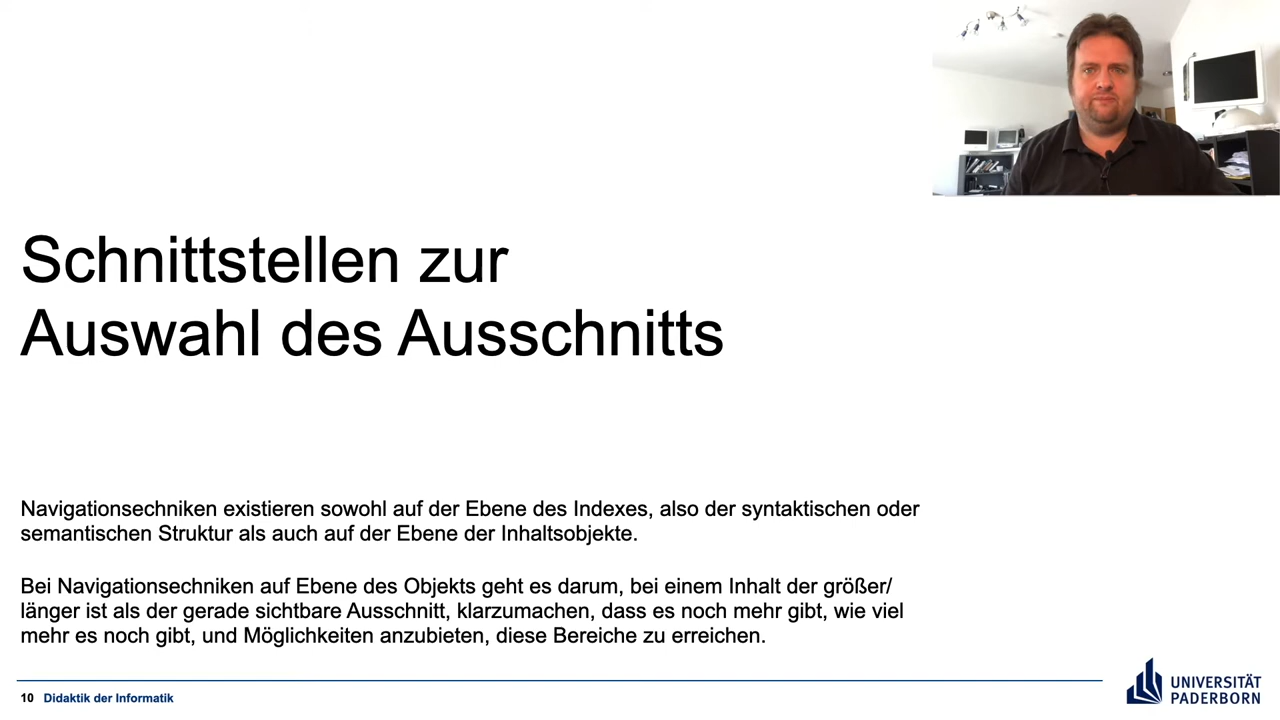 Schnittstellen zur
Auswahl des Ausschnitts
Navigationsechniken existieren sowohl auf der Ebene des Indexes, also der syntaktischen oder
semantischen Struktur als auch auf der Ebene der Inhaltsobjekte.
Bei Navigationsechniken auf Ebene des Objekts geht es darum, bei einem Inhalt der größer/
länger ist als der gerade sichtbare Ausschnitt, klarzumachen, dass es noch mehr gibt, wie viel
mehr es noch gibt, und Möglichkeiten anzubieten, diese Bereiche zu erreichen.
10 Didaktik der Informatik
UNIVERSITÄT
PADERBORN